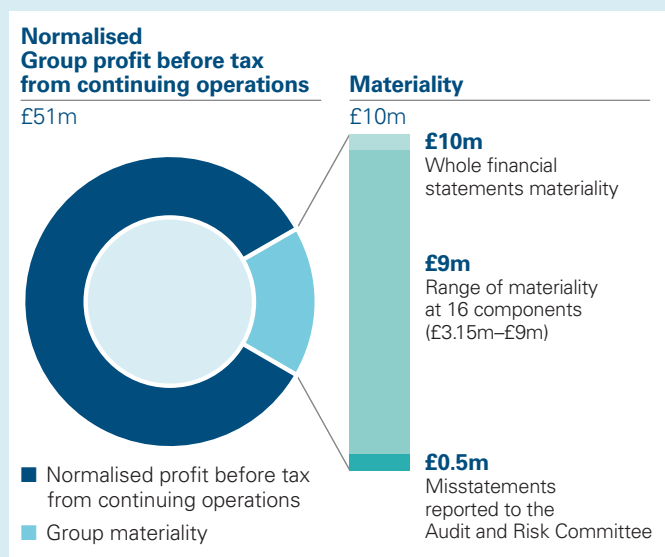 Normalised
Group profit before tax
from continuing operations
£51m
Materiality
£10m
£10m
Whole financial
statements materiality
£9m
Range of materiality
at 16 components
(£3.15m–£9m)
£0.5m
Misstatements
reported to the
Audit and Risk Committee
Normalised profit before tax
from continuing operations
Group materiality